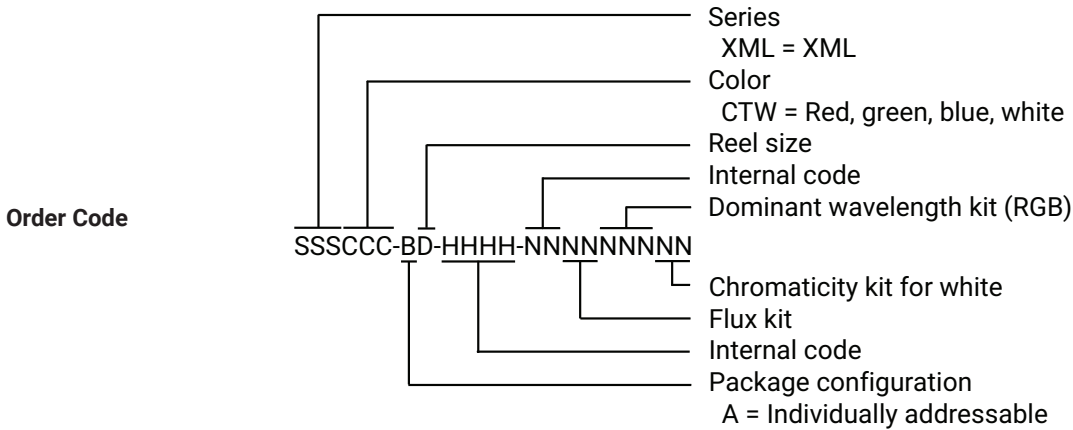 Series
XML = XML
Color
CTW = Red, green, blue, white
Reel size
Internal code
Dominant wavelength kit (RGB)
Order Code
SSSCCC-BD-HHHH-NNNNNNNNN
Chromaticity kit for white
Flux kit
Internal code
Package configuration
A = Individually addressable